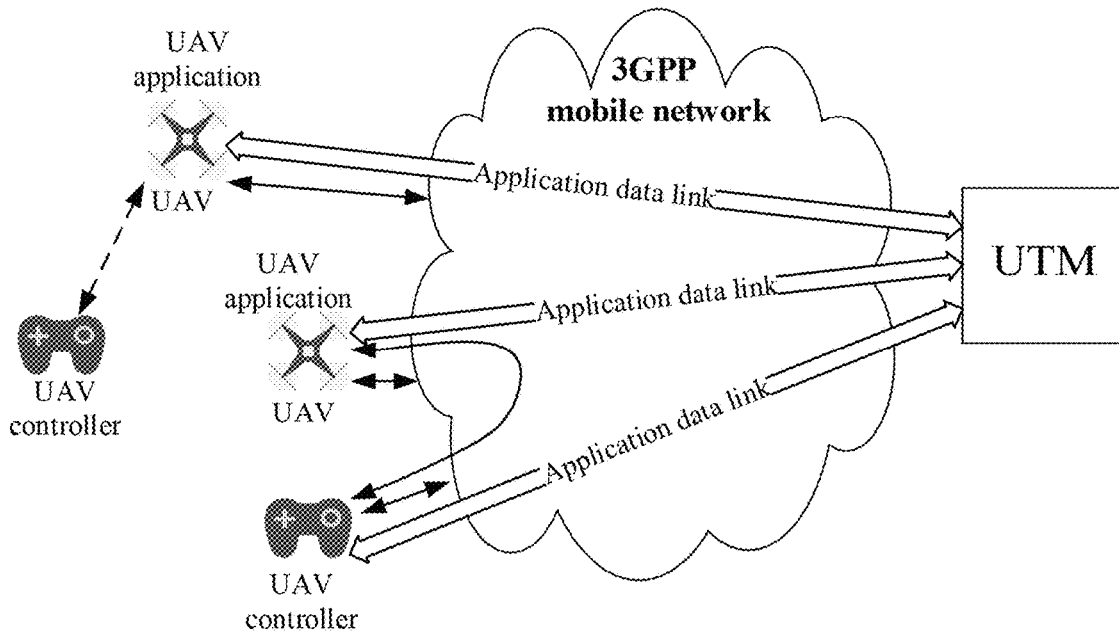 UAV
application
UAV
UAV
controller
3GPP
mobile network
Application data link
UAV
application
UAV
Application data link
Application data link
UAV
controller
UTM